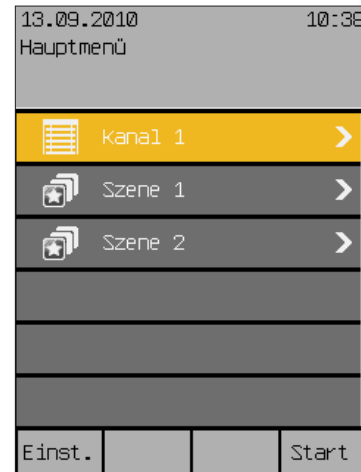 13.09.2010 10:38
Hauptmenü
Kanal 1
Szene 1
Szene 2
Einst. Start